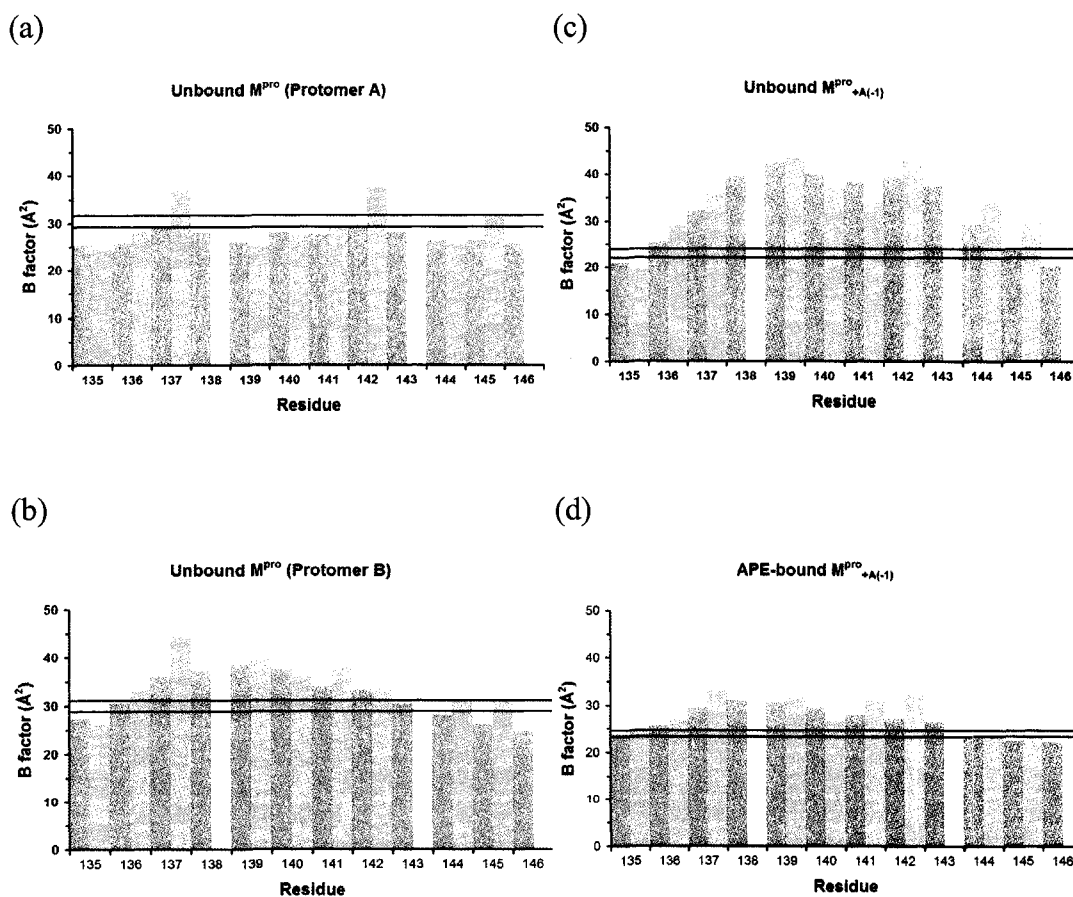 (a)
Unbound M^pro (Protomer A)
B factor (Å²)
50
40
30
20
10
0
135 136 137 138 139 140 141 142 143 144 145 146
Residue
(b)
Unbound M^pro (Protomer B)
B factor (Å²)
50
40
30
20
10
0
135 136 137 138 139 140 141 142 143 144 145 146
Residue
(c)
Unbound M^pro_+A(-1)
B factor (Å²)
50
40
30
20
10
0
135 136 137 138 139 140 141 142 143 144 145 146
Residue
(d)
APE-bound M^pro_+A(-1)
B factor (Å²)
50
40
30
20
10
0
135 136 137 138 139 140 141 142 143 144 145 146
Residue